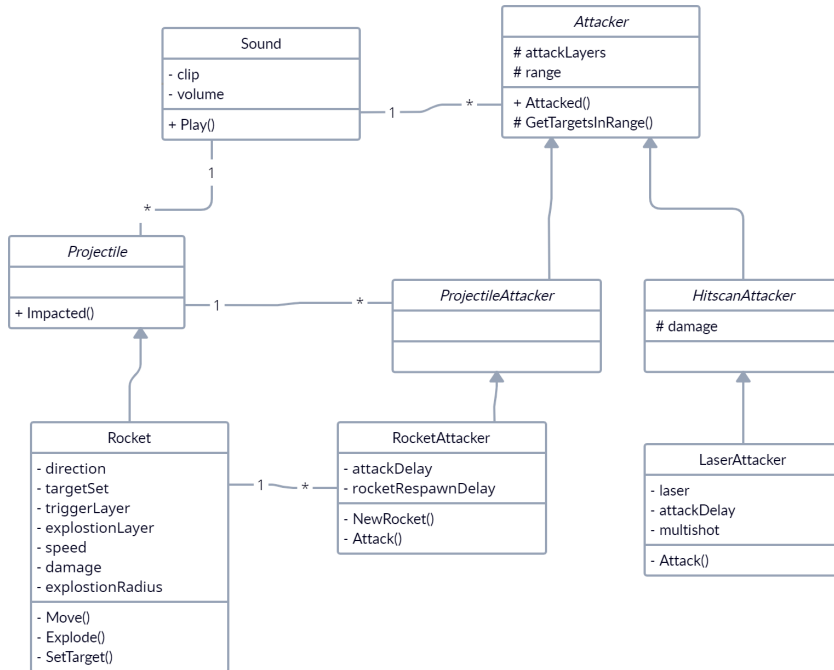 Sound
- clip
- volume
+ Play()
1
*
Attacker
# attackLayers
# range
+ Attacked()
# GetTargetsInRange()
1
*
Projectile
+ Impacted()
1
*
ProjectileAttacker
HitscanAttacker
# damage
Rocket
- direction
- targetSet
- triggerLayer
- explostionLayer
- speed
- damage
- explostionRadius
- Move()
- Explode()
- SetTarget()
1
*
RocketAttacker
- attackDelay
- rocketRespawnDelay
- NewRocket()
- Attack()
LaserAttacker
- laser
- attackDelay
- multishot
- Attack()